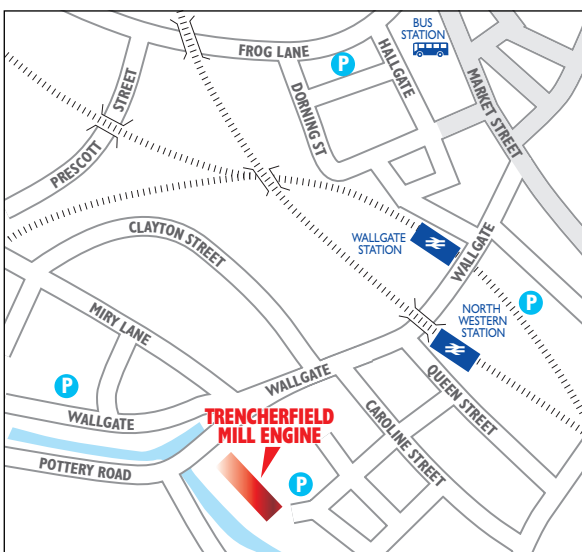 BUS
STATION
FROG LANE
P
HALLGATE
STREET
PRESCOTT
DORNING ST
MARKET STREET
CLAYTON STREET
WALLGATE
STATION
WALLGATE
P
NORTH
WESTERN
STATION
MIRY LANE
P
WALLGATE
QUEEN STREET
WALLGATE
TRENCHERFIELD
MILL ENGINE
CAROLINE STREET
POTTERY ROAD
P